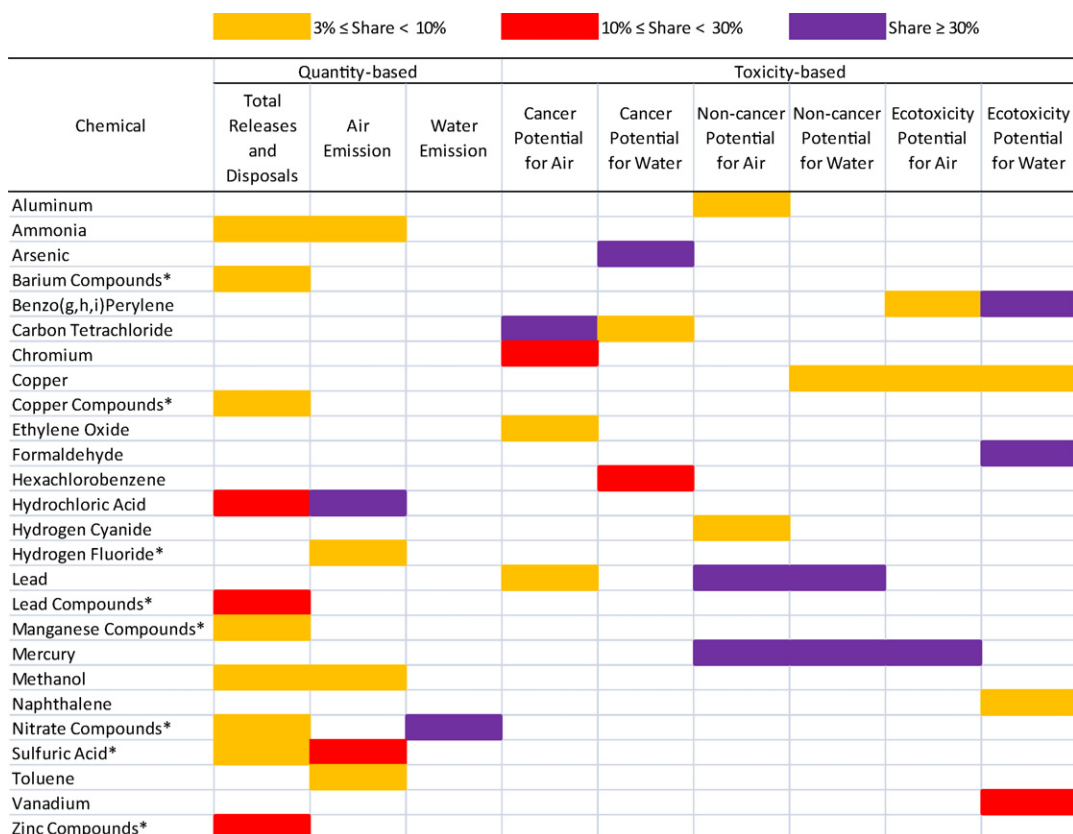 3% ≤ Share < 10% 10% ≤ Share < 30% Share ≥ 30%
Quantity-based Toxicity-based
Chemical
Total Releases and Disposals
Air Emission
Water Emission
Cancer Potential for Air
Cancer Potential for Water
Non-cancer Potential for Air
Non-cancer Potential for Water
Ecotoxicity Potential for Air
Ecotoxicity Potential for Water
Aluminum
Ammonia
Arsenic
Barium Compounds*
Benzo(g,h,i)Perylene
Carbon Tetrachloride
Chromium
Copper
Copper Compounds*
Ethylene Oxide
Formaldehyde
Hexachlorobenzene
Hydrochloric Acid
Hydrogen Cyanide
Hydrogen Fluoride*
Lead
Lead Compounds*
Manganese Compounds*
Mercury
Methanol
Naphthalene
Nitrate Compounds*
Sulfuric Acid*
Toluene
Vanadium
Zinc Compounds*